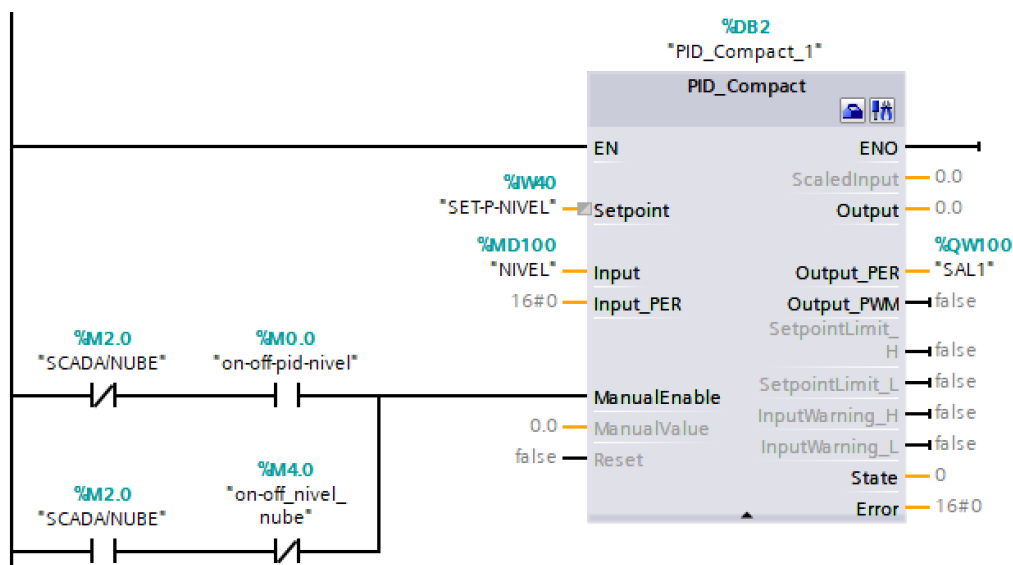 %DB2
"PID_Compact_1"
PID_Compact
EN
ENO
%IW40
"SET-P-NIVEL"
Setpoint
ScaledInput
0.0
Output
0.0
%MD100
"NIVEL"
Input
Output_PER
%QW100
"SAL1"
16#0
Input_PER
Output_PWM
false
SetpointLimit_
H
false
%M2.0
"SCADA/NUBE"
%M0.0
"on-off-pid-nivel"
ManualEnable
SetpointLimit_L
false
0.0
ManualValue
InputWarning_H
false
false
Reset
InputWarning_L
false
%M2.0
"SCADA/NUBE"
%M4.0
"on-off_nivel_
nube"
State
0
Error
16#0